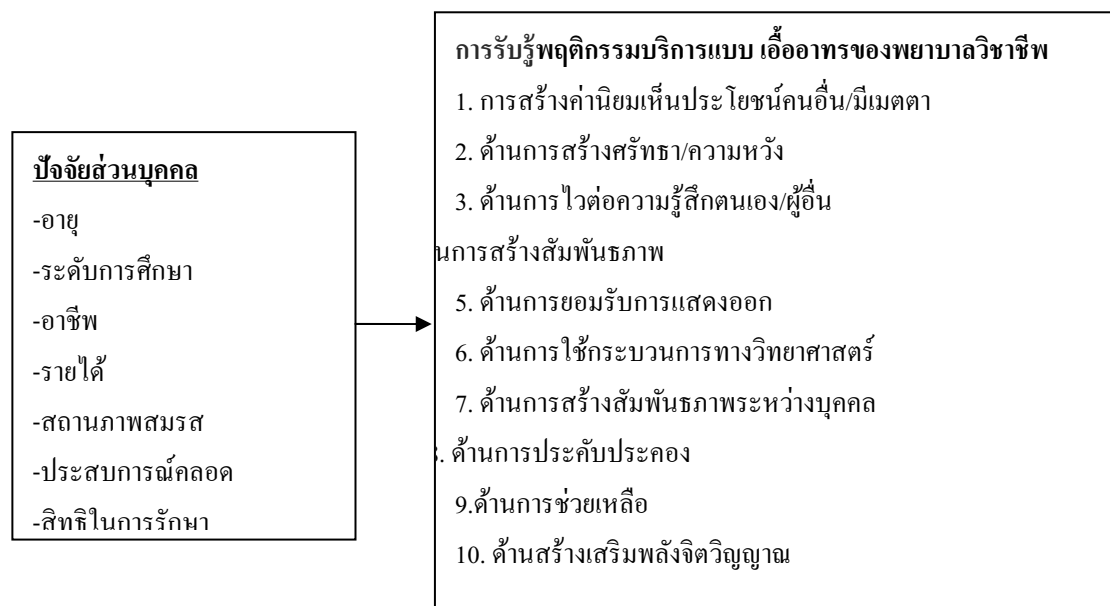 ปัจจัยส่วนบุคคล
-อายุ
-ระดับการศึกษา
-อาชีพ
-รายได้
-สถานภาพสมรส
-ประสบการณ์คลอด
-สิทธิในการรักษา
การรับรู้พฤติกรรมบริการแบบ เอื้ออาทรของพยาบาลวิชาชีพ
1. การสร้างค่านิยมเห็นประโยชน์คนอื่น/มีเมตตา
2. ด้านการสร้างศรัทธา/ความหวัง
3. ด้านการไวต่อความรู้สึกตนเอง/ผู้อื่น
นการสร้างสัมพันธภาพ
5. ด้านการยอมรับการแสดงออก
6. ด้านการใช้กระบวนการทางวิทยาศาสตร์
7. ด้านการสร้างสัมพันธภาพระหว่างบุคคล
. ด้านการประคับประคอง
9.ด้านการช่วยเหลือ
10. ด้านสร้างเสริมพลังจิตวิญญาณ